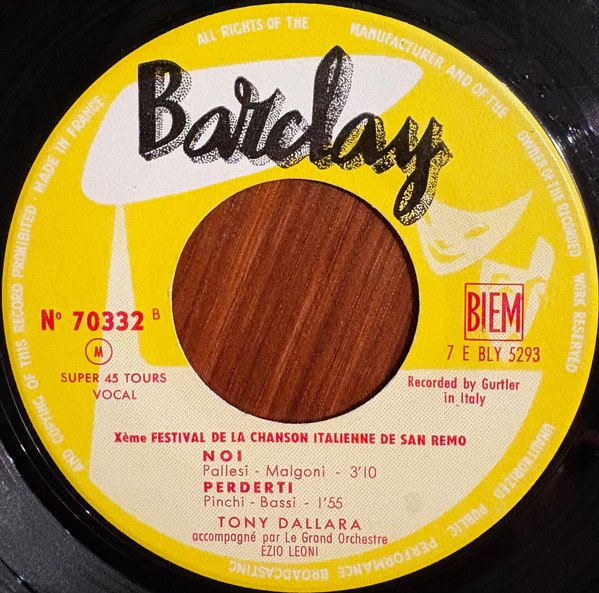 ALL RIGHTS OF THE MANUFACTURER AND OF THE OWNER OF THE RECORDED WORK RESERVED
UNAUTHORIZED PUBLIC PERFORMANCE BROADCASTING
AND COPYING OF THIS RECORD PROHIBITED · MADE IN FRANCE
Barclay
N° 70332 B
M
SUPER 45 TOURS
VOCAL
BIEM
7 E BLY 5293
Recorded by Gurtler
in Italy
Xème FESTIVAL DE LA CHANSON ITALIENNE DE SAN REMO
NOI
Pallesi - Malgoni - 3'10
PERDERTI
Pinchi - Bassi - 1'55
TONY DALLARA
accompagné par Le Grand Orchestre
EZIO LEONI